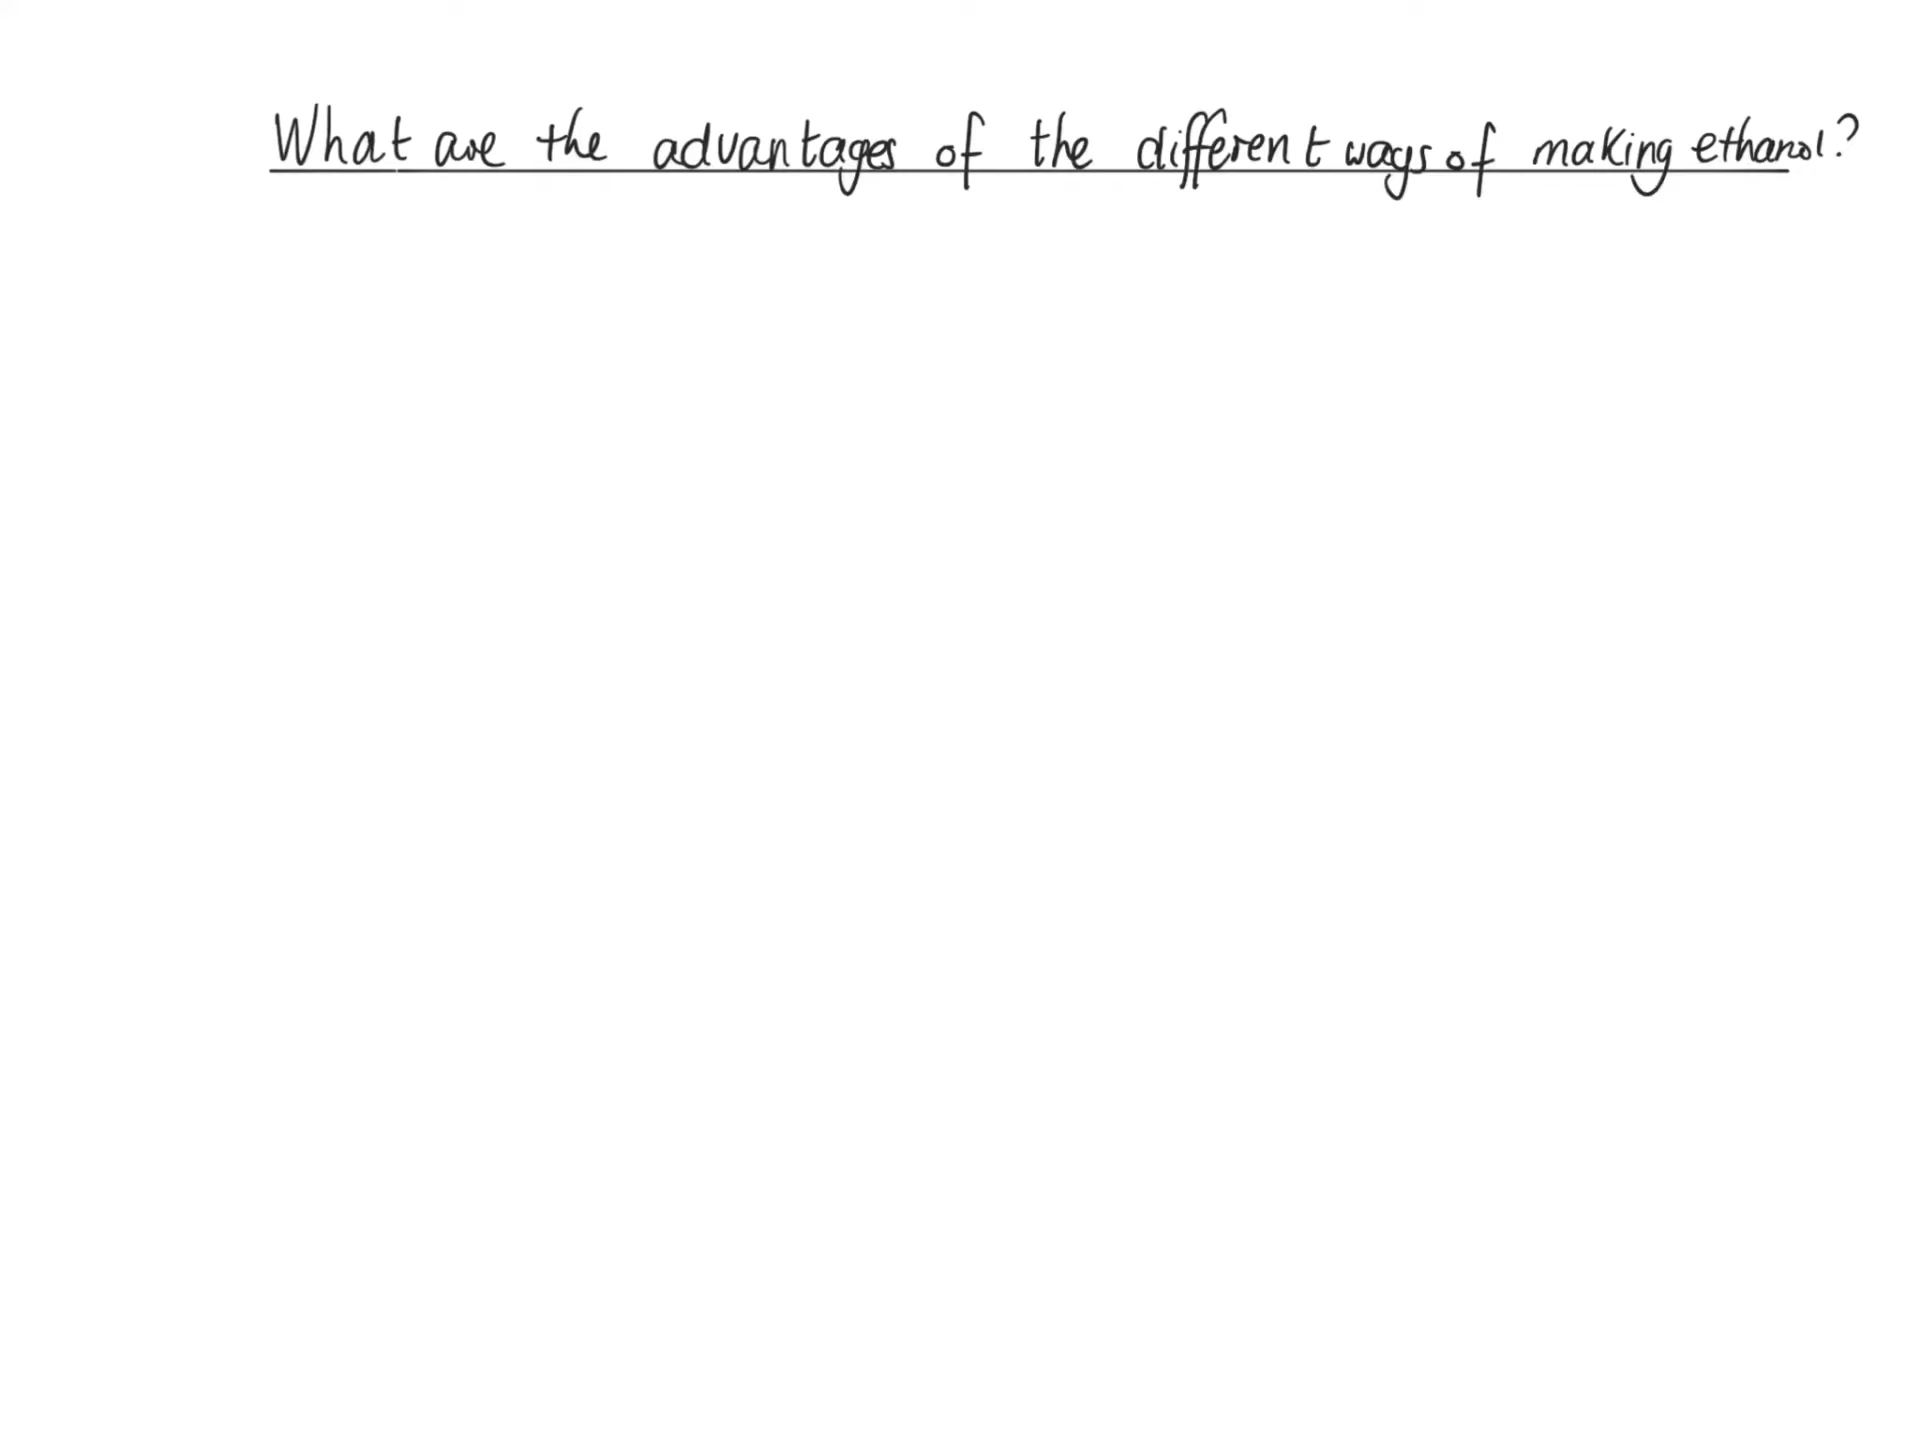 What are the advantages of the different ways of making ethanol?